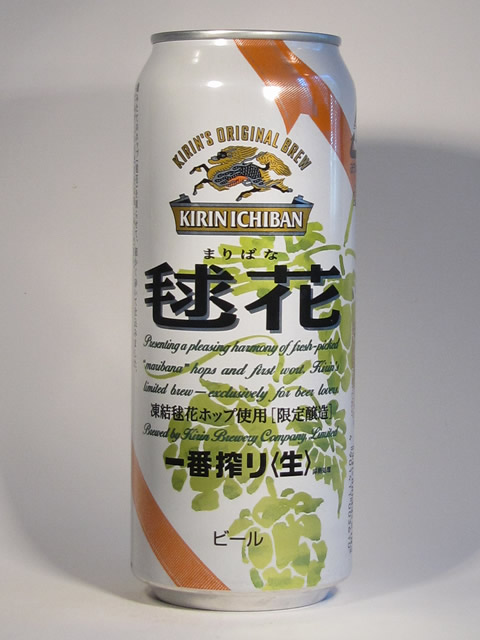 KIRIN'S ORIGINAL BREW
KIRIN ICHIBAN
まりばな
毬花
Presenting a pleasing harmony of fresh-picked
"maribana" hops and first wort. Kirin's
limited brew—exclusively for beer lovers.
凍結毬花ホップ使用［限定醸造］
Brewed by Kirin Brewery Company, Limited
一番搾り〈生〉
ビール